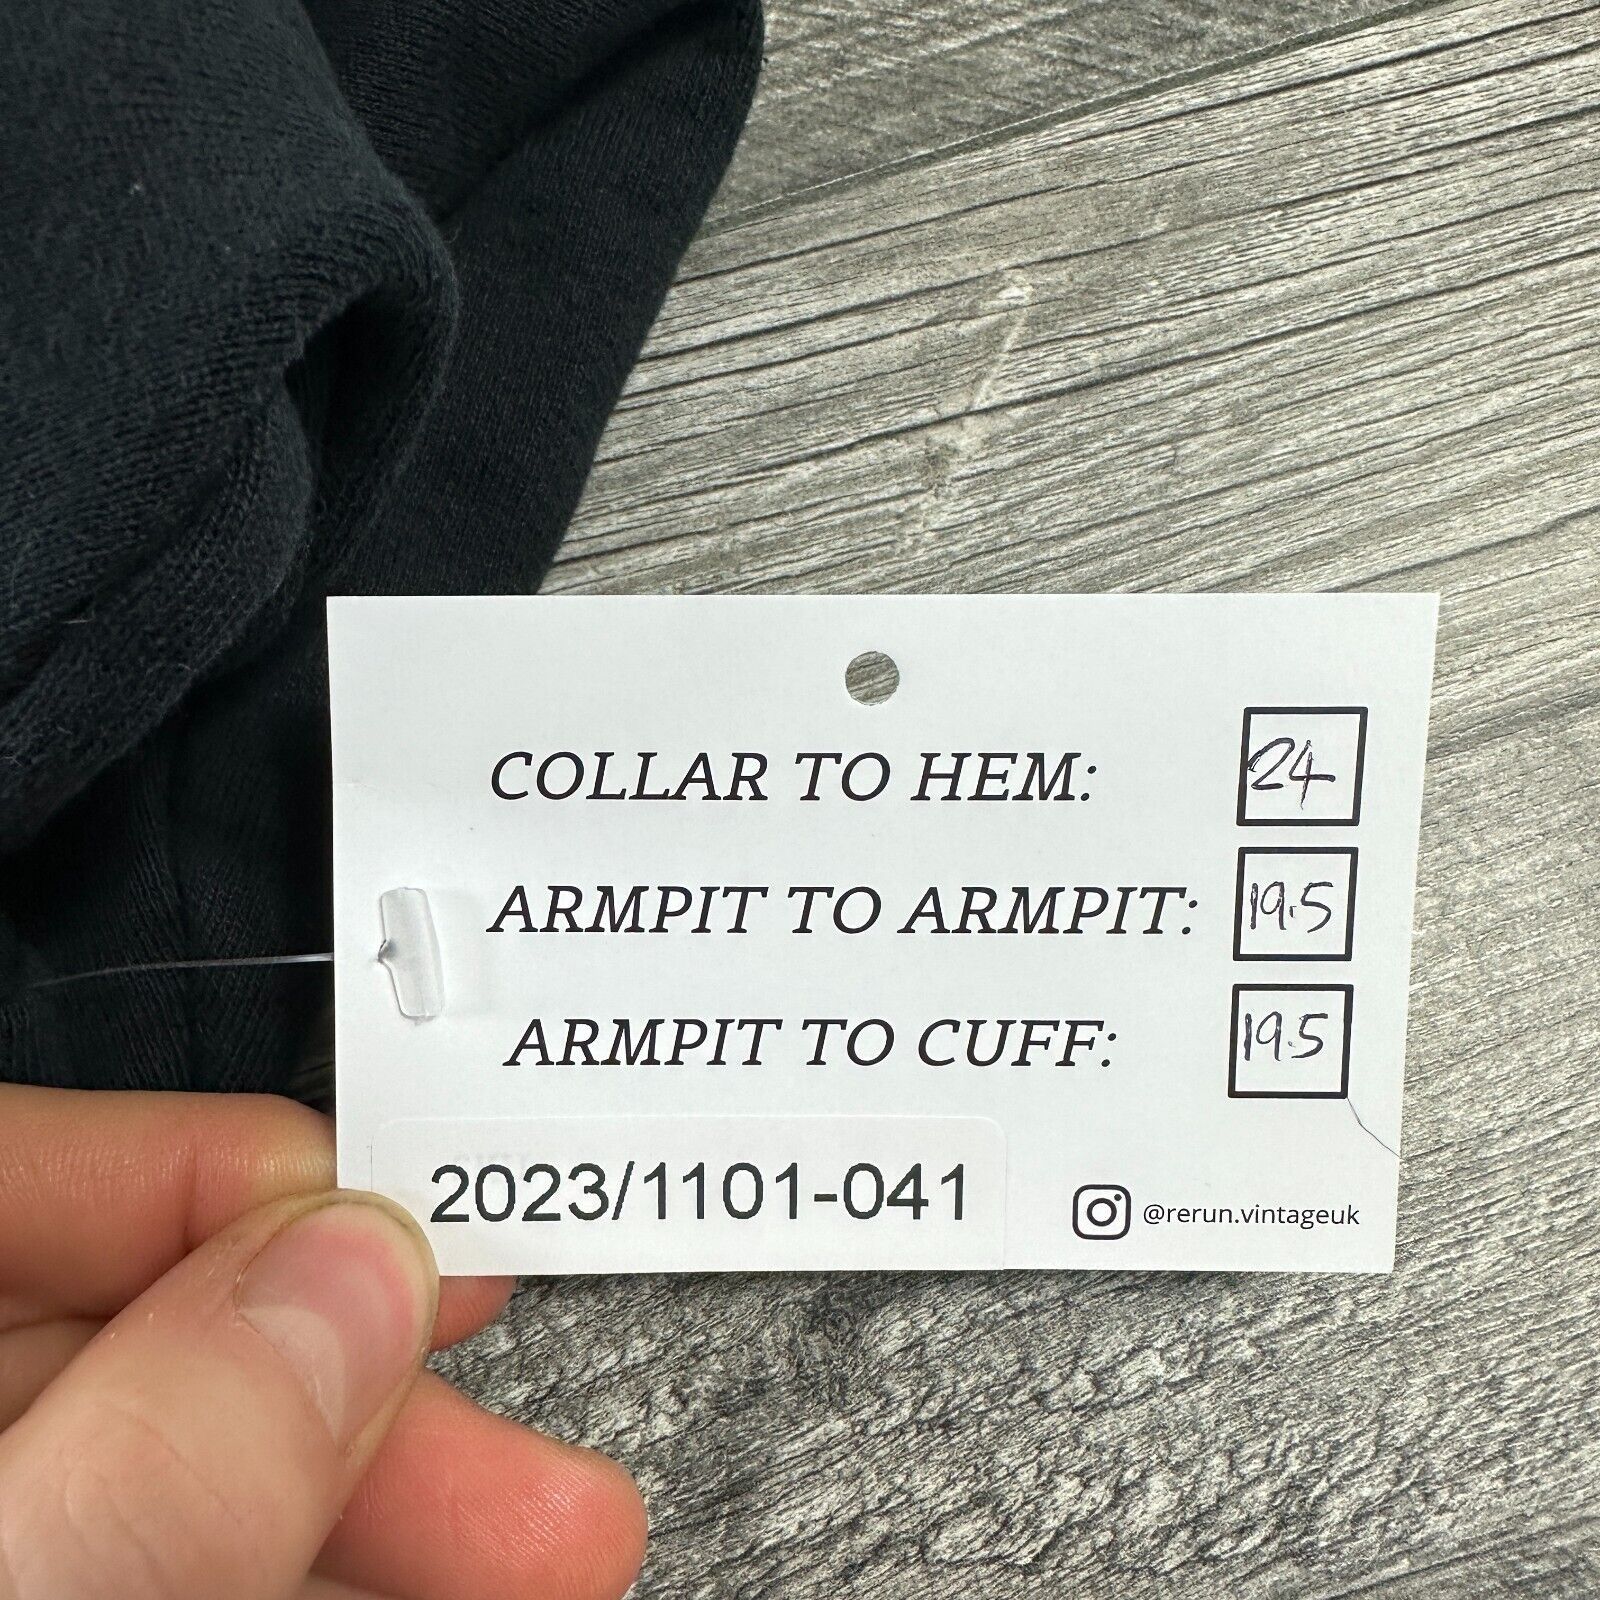 COLLAR TO HEM: 24
ARMPIT TO ARMPIT: 19.5
ARMPIT TO CUFF: 19.5
2023/1101-041
@rerun.vintageuk